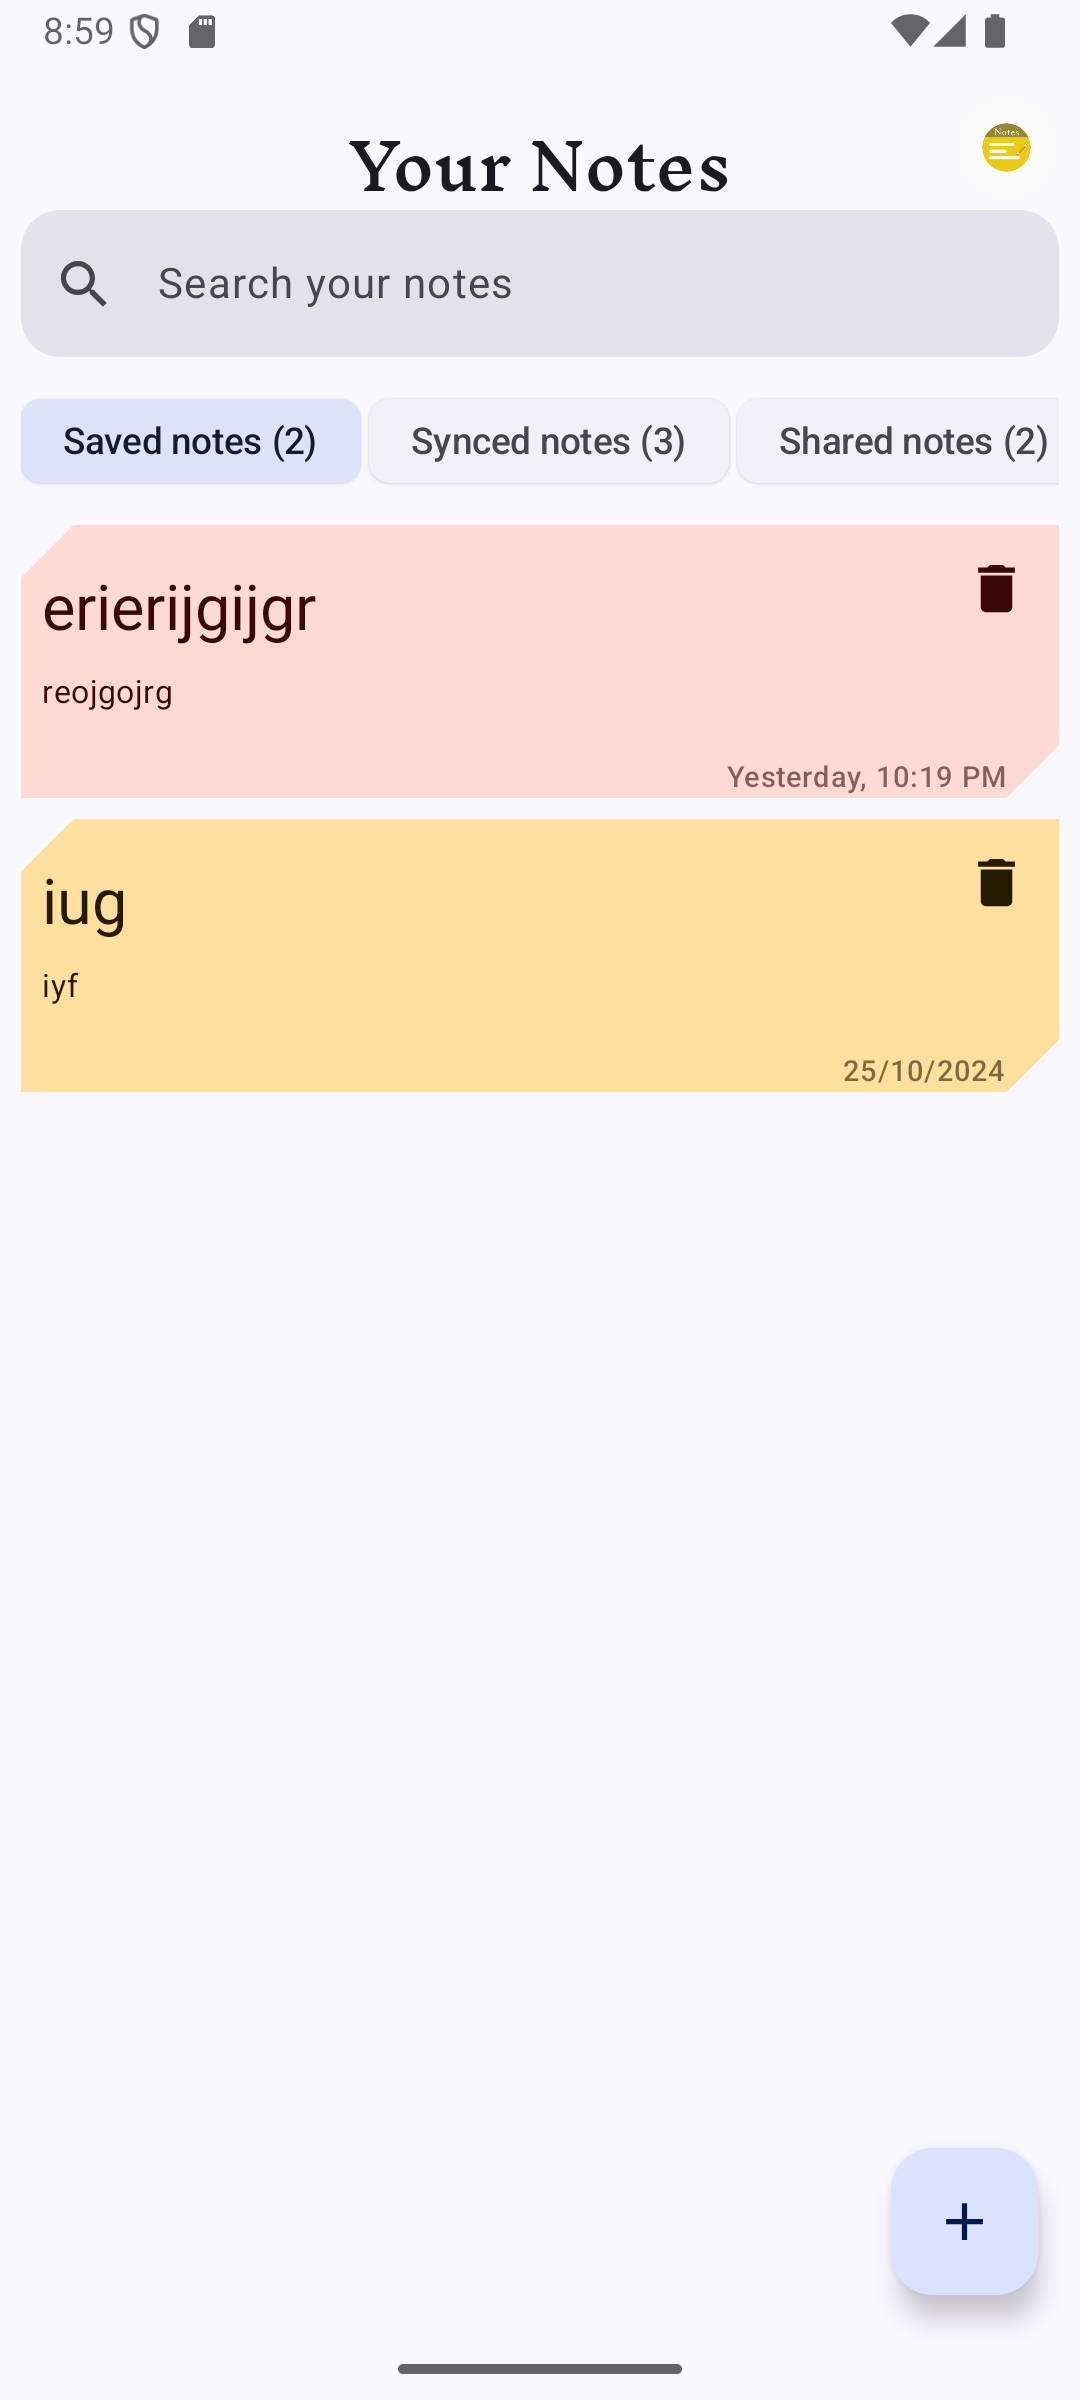 8:59
Notes
Your Notes
Search your notes
Saved notes (2) Synced notes (3) Shared notes (2)
erierijgijgr
reojgojrg
Yesterday, 10:19 PM
iug
iyf
25/10/2024